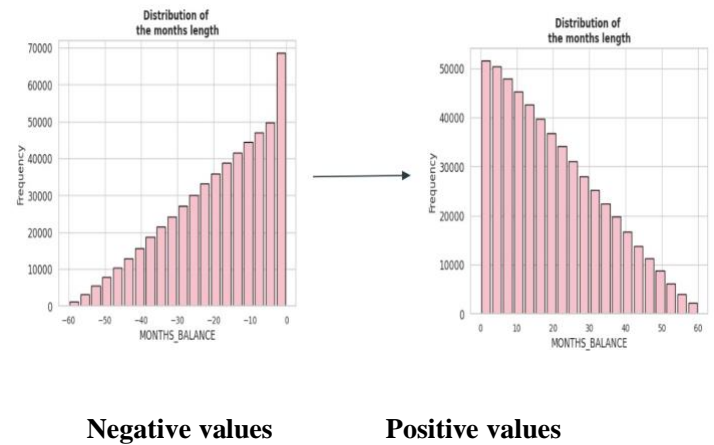 Distribution of
the months length
Frequency
70000
60000
50000
40000
30000
20000
10000
0
−60
−50
−40
−30
−20
−10
0
MONTHS_BALANCE
Distribution of
the months length
Frequency
50000
40000
30000
20000
10000
0
0
10
20
30
40
50
60
MONTHS_BALANCE
Negative values
Positive values